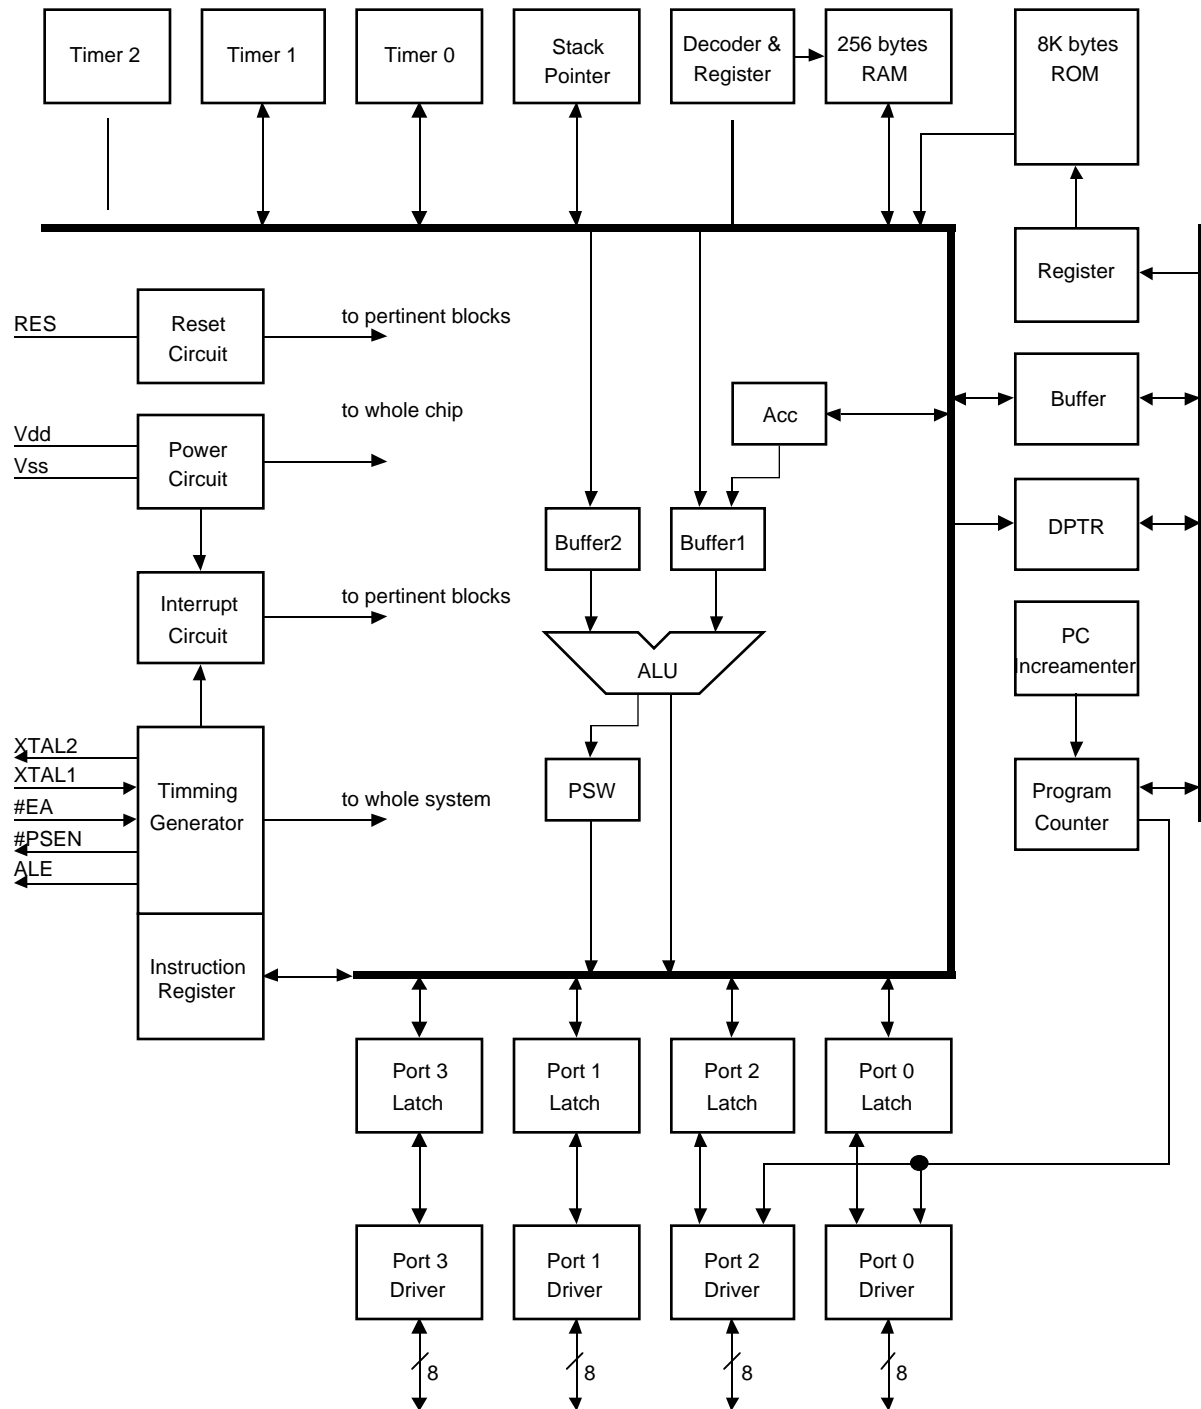 Timer 2
Timer 1
Timer 0
Stack
Pointer
Decoder &
Register
256 bytes
RAM
8K bytes
ROM
Register
RES
Reset
Circuit
to pertinent blocks
Vdd
Vss
Power
Circuit
to whole chip
Acc
Buffer
Buffer2
Buffer1
DPTR
Interrupt
Circuit
to pertinent blocks
ALU
PC
Increamenter
XTAL2
XTAL1
#EA
#PSEN
ALE
Timming
Generator
to whole system
PSW
Program
Counter
Instruction
Register
Port 3
Latch
Port 1
Latch
Port 2
Latch
Port 0
Latch
Port 3
Driver
Port 1
Driver
Port 2
Driver
Port 0
Driver
8
8
8
8